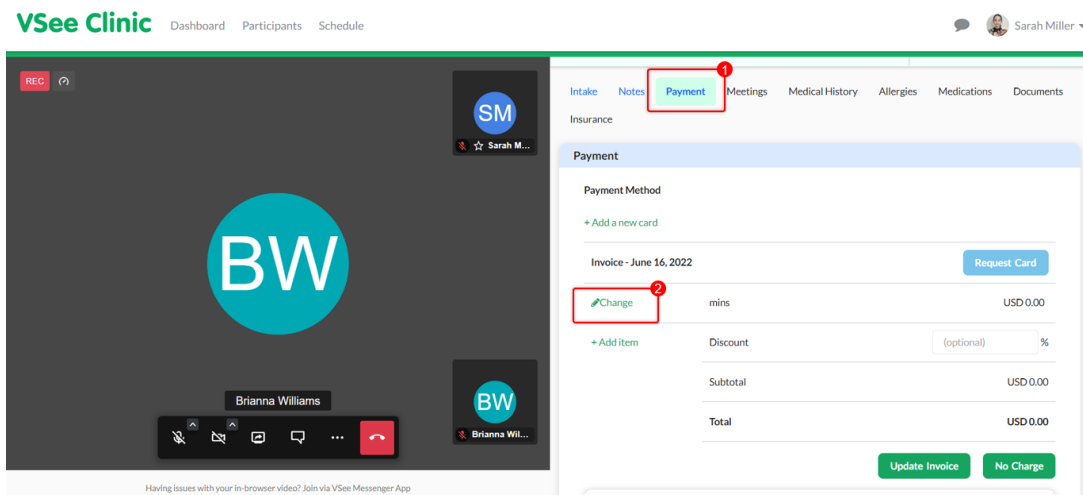 VSee Clinic Dashboard Participants Schedule Sarah Miller
REC
SM
Sarah M...
BW
Brianna Williams
BW
Brianna Wil...
Having issues with your in-browser video? Join via VSee Messenger App
1
Intake Notes Payment Meetings Medical History Allergies Medications Documents
Insurance
Payment
Payment Method
+ Add a new card
Invoice - June 16, 2022 Request Card
2
Change mins USD 0.00
+ Add item Discount (optional) %
Subtotal USD 0.00
Total USD 0.00
Update Invoice No Charge